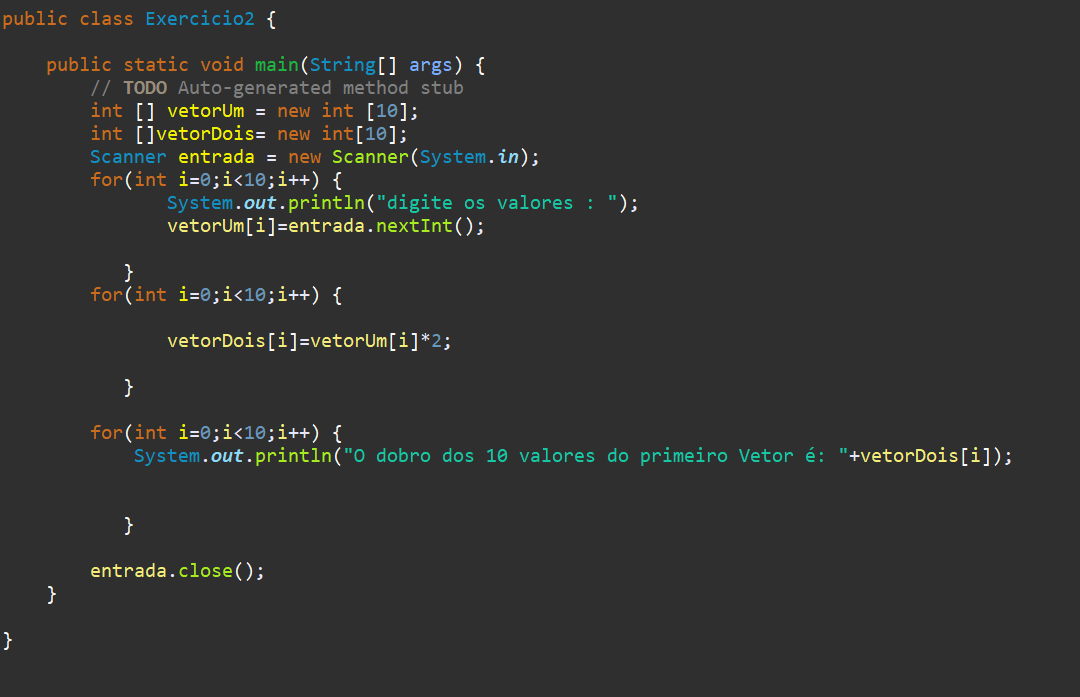 public class Exercicio2 {
public static void main(String[] args) {
// TODO Auto-generated method stub
int [] vetorUm = new int [10];
int []vetorDois= new int[10];
Scanner entrada = new Scanner(System.in);
for(int i=0;i<10;i++) {
System.out.println("digite os valores : ");
vetorUm[i]=entrada.nextInt();
}
for(int i=0;i<10;i++) {
vetorDois[i]=vetorUm[i]*2;
}
for(int i=0;i<10;i++) {
System.out.println("O dobro dos 10 valores do primeiro Vetor é: "+vetorDois[i]);
}
entrada.close();
}
}